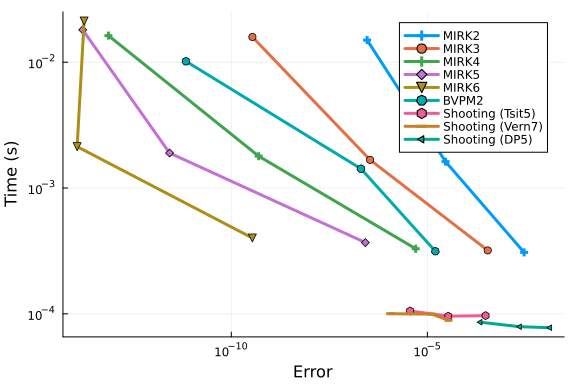 MIRK2
MIRK3
MIRK4
MIRK5
MIRK6
BVPM2
Shooting (Tsit5)
Shooting (Vern7)
Shooting (DP5)
Time (s)
10⁻²
10⁻³
10⁻⁴
10⁻¹⁰
10⁻⁵
Error